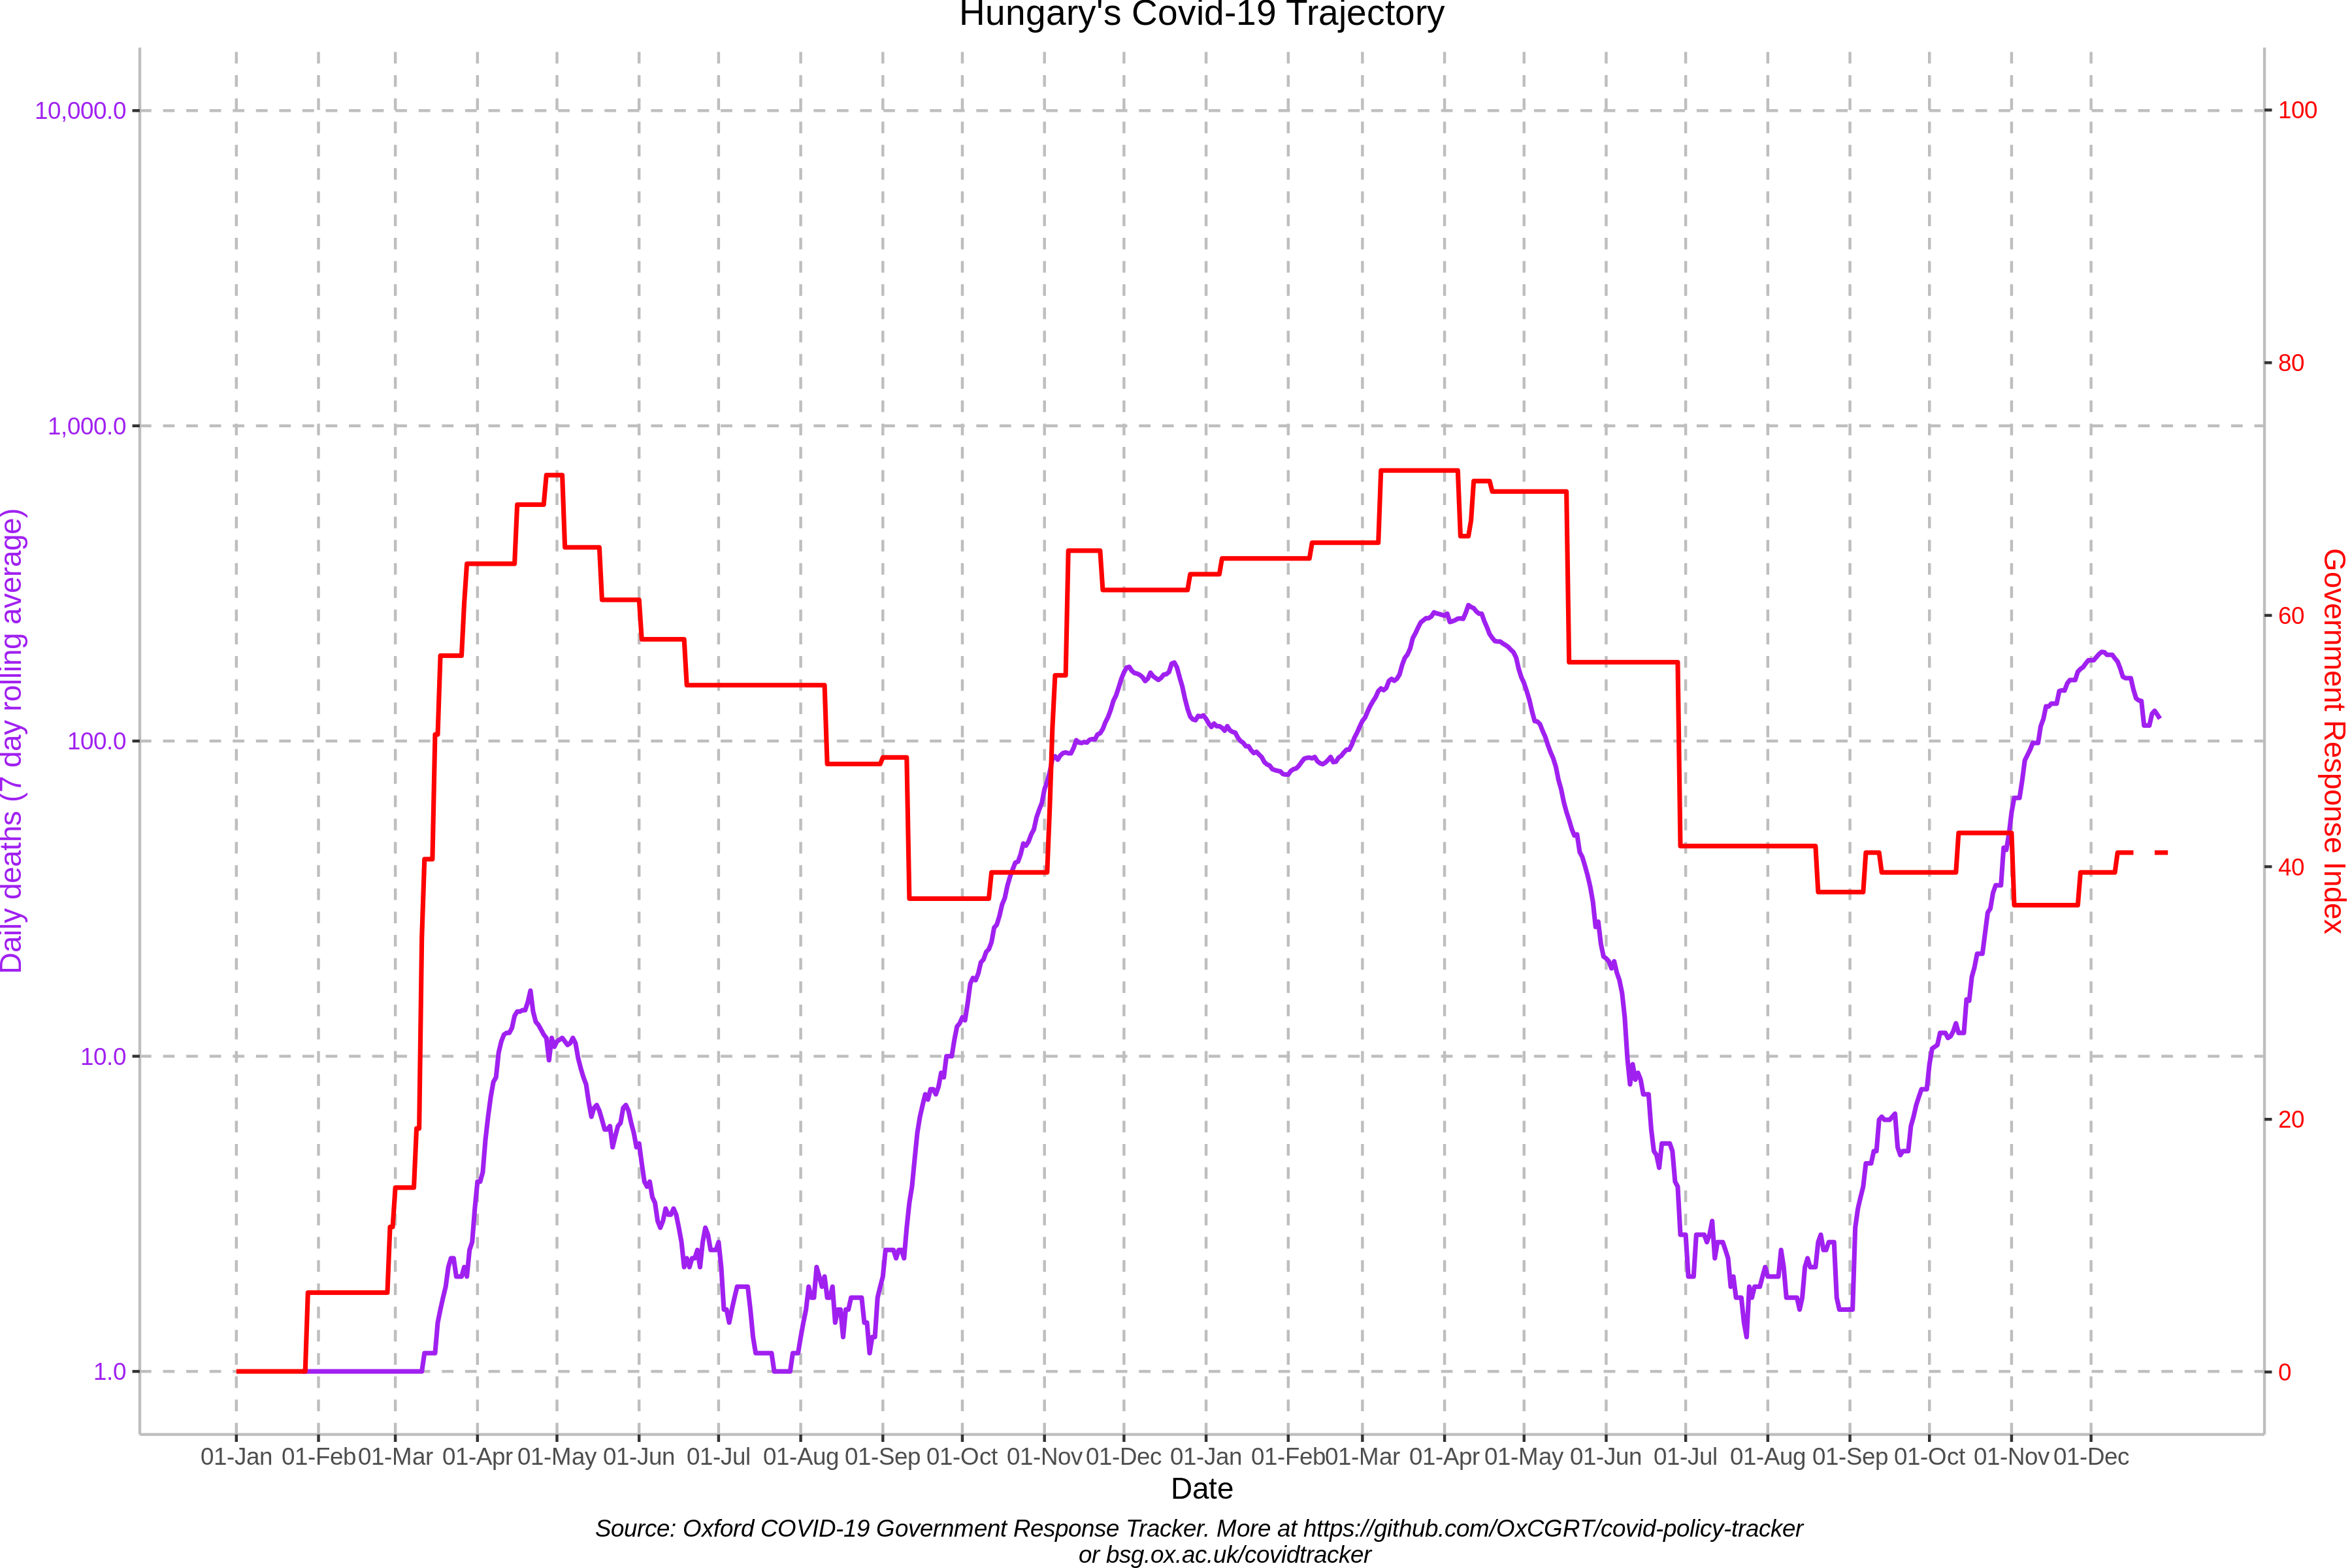 Hungary's Covid-19 Trajectory
10,000.0
1,000.0
100.0
10.0
1.0
Daily deaths (7 day rolling average)
100
80
60
40
20
0
Government Response Index
01-Jan 01-Feb 01-Mar 01-Apr 01-May 01-Jun 01-Jul 01-Aug 01-Sep 01-Oct 01-Nov 01-Dec 01-Jan 01-Feb 01-Mar 01-Apr 01-May 01-Jun 01-Jul 01-Aug 01-Sep 01-Oct 01-Nov 01-Dec
Date
Source: Oxford COVID-19 Government Response Tracker. More at https://github.com/OxCGRT/covid-policy-tracker
or bsg.ox.ac.uk/covidtracker